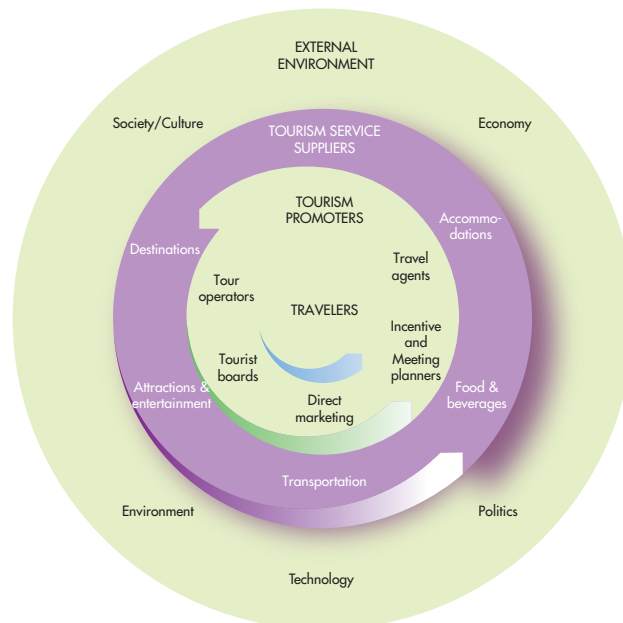 EXTERNAL
ENVIRONMENT
Society/Culture
Economy
TOURISM SERVICE
SUPPLIERS
TOURISM
PROMOTERS
Accommo-
dations
Destinations
Travel
agents
Tour
operators
TRAVELERS
Incentive
and
Meeting
planners
Tourist
boards
Attractions &
entertainment
Direct
marketing
Food &
beverages
Transportation
Environment
Politics
Technology